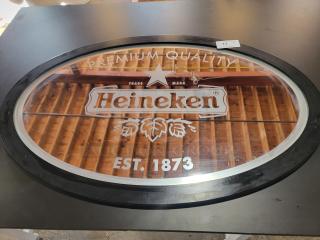 PREMIUM QUALITY
TRADE MARK
Heineken®
EST. 1873